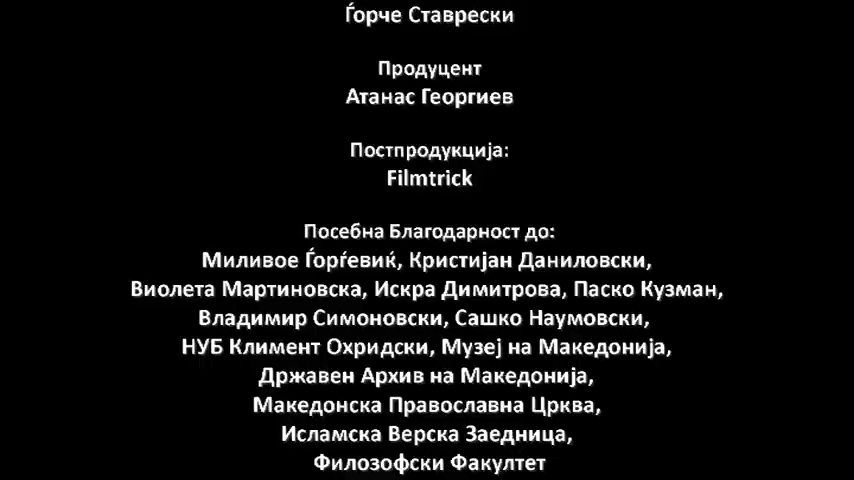 Ѓорче Ставрески
Продуцент
Атанас Георгиев
Постпродукција:
Filmtrick
Посебна Благодарност до:
Миливое Ѓорѓевиќ, Кристијан Даниловски,
Виолета Мартиновска, Искра Димитрова, Паско Кузман,
Владимир Симоновски, Сашко Наумовски,
НУБ Климент Охридски, Музеј на Македонија,
Државен Архив на Македонија,
Македонска Православна Црква,
Исламска Верска Заедница,
Филозофски Факултет